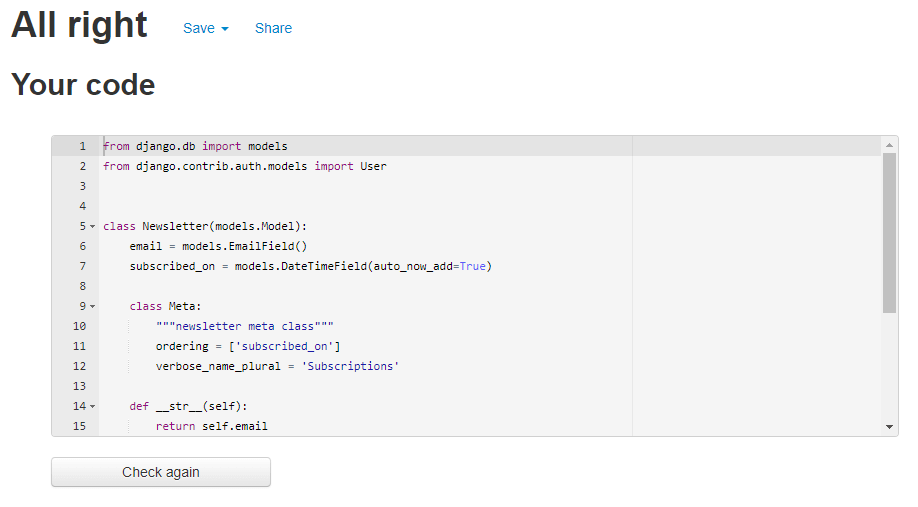 All right Save Share
Your code
1 from django.db import models
2 from django.contrib.auth.models import User
3
4
5 class Newsletter(models.Model):
6     email = models.EmailField()
7     subscribed_on = models.DateTimeField(auto_now_add=True)
8
9     class Meta:
10         """newsletter meta class"""
11         ordering = ['subscribed_on']
12         verbose_name_plural = 'Subscriptions'
13
14     def __str__(self):
15         return self.email
Check again